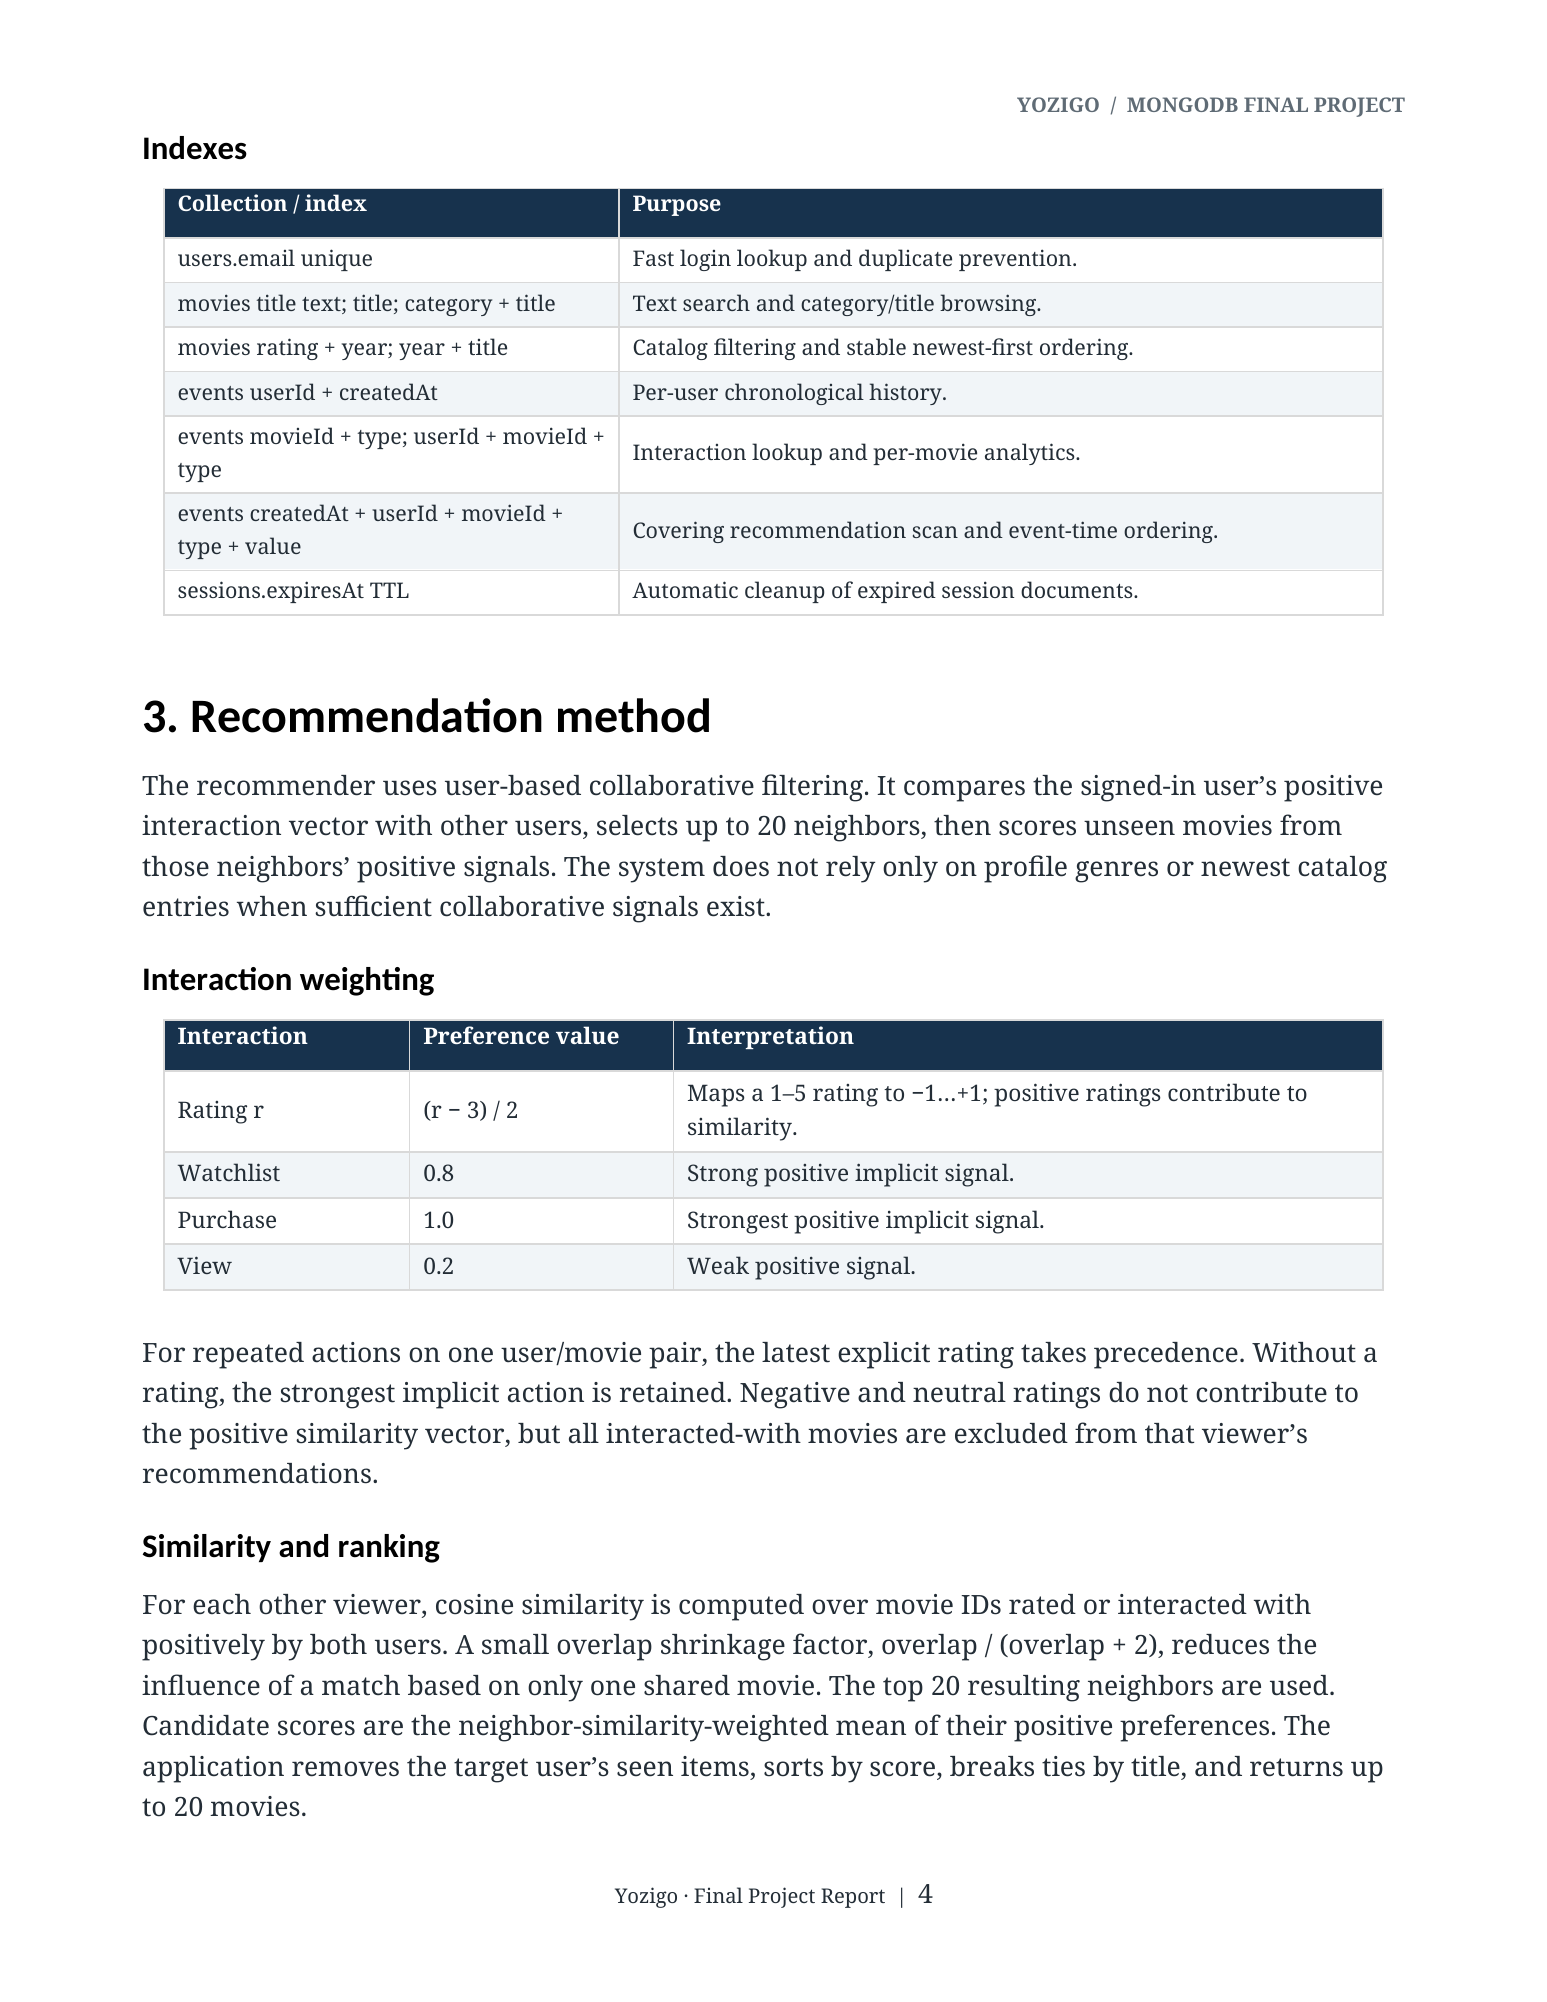 YOZIGO / MONGODB FINAL PROJECT
Indexes
Collection / index Purpose
users.email unique Fast login lookup and duplicate prevention.
movies title text; title; category + title Text search and category/title browsing.
movies rating + year; year + title Catalog filtering and stable newest-first ordering.
events userId + createdAt Per-user chronological history.
events movieId + type; userId + movieId +
type
Interaction lookup and per-movie analytics.
events createdAt + userId + movieId +
type + value
Covering recommendation scan and event-time ordering.
sessions.expiresAt TTL Automatic cleanup of expired session documents.
3. Recommendation method
The recommender uses user-based collaborative filtering. It compares the signed-in user’s positive
interaction vector with other users, selects up to 20 neighbors, then scores unseen movies from
those neighbors’ positive signals. The system does not rely only on profile genres or newest catalog
entries when sufficient collaborative signals exist.
Interaction weighting
Interaction Preference value Interpretation
Rating r (r − 3) / 2 Maps a 1–5 rating to −1…+1; positive ratings contribute to
similarity.
Watchlist 0.8 Strong positive implicit signal.
Purchase 1.0 Strongest positive implicit signal.
View 0.2 Weak positive signal.
For repeated actions on one user/movie pair, the latest explicit rating takes precedence. Without a
rating, the strongest implicit action is retained. Negative and neutral ratings do not contribute to
the positive similarity vector, but all interacted-with movies are excluded from that viewer’s
recommendations.
Similarity and ranking
For each other viewer, cosine similarity is computed over movie IDs rated or interacted with
positively by both users. A small overlap shrinkage factor, overlap / (overlap + 2), reduces the
influence of a match based on only one shared movie. The top 20 resulting neighbors are used.
Candidate scores are the neighbor-similarity-weighted mean of their positive preferences. The
application removes the target user’s seen items, sorts by score, breaks ties by title, and returns up
to 20 movies.
Yozigo · Final Project Report | 4